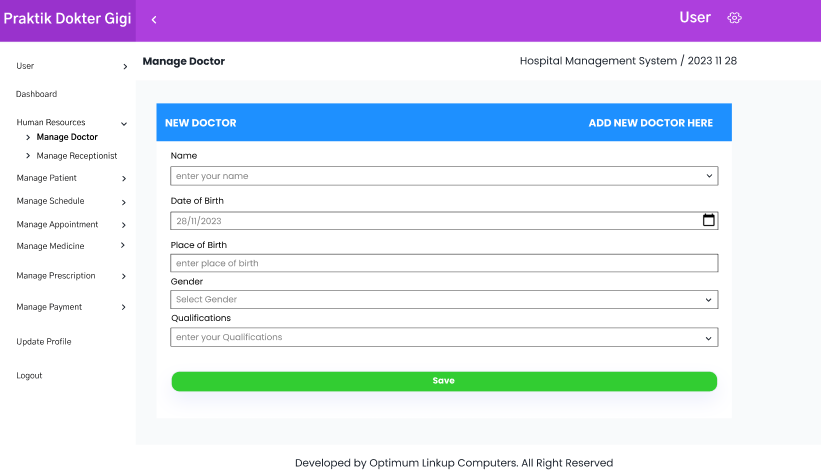 Praktik Dokter Gigi
User
User
Dashboard
Human Resources
Manage Doctor
Manage Receptionist
Manage Patient
Manage Schedule
Manage Appointment
Manage Medicine
Manage Prescription
Manage Payment
Update Profile
Logout
Manage Doctor
Hospital Management System / 2023 11 28
NEW DOCTOR
ADD NEW DOCTOR HERE
Name
enter your name
Date of Birth
28/11/2023
Place of Birth
enter place of birth
Gender
Select Gender
Qualifications
enter your Qualifications
Save
Developed by Optimum Linkup Computers. All Right Reserved